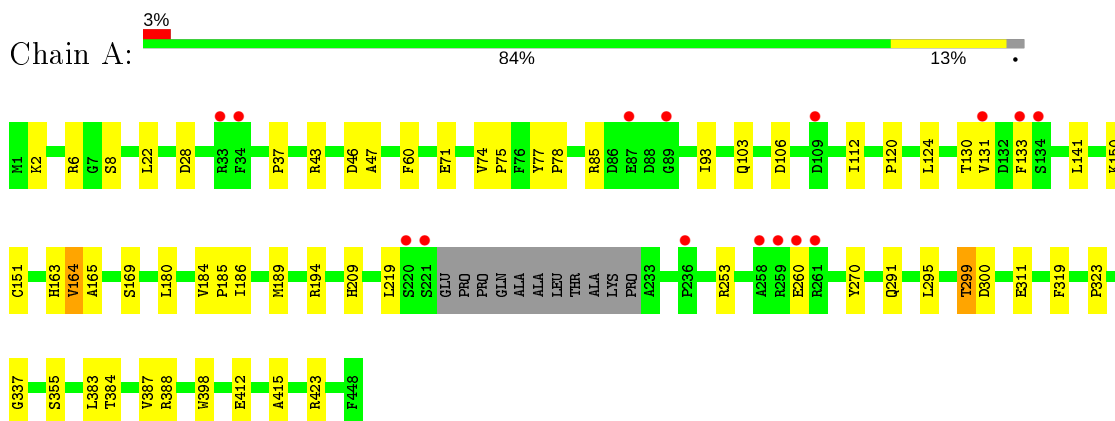 3%
Chain A:
84% 13% •
M1 K2 R6 G7 S8 L22 D28 R33 F34 P37 R43 D46 A47 F60 E71 V74 P75 F76 Y77 P78 R85 D86 E87 D88 G89 I93 Q103 D106 D109 I112 P120 L124 T130 V131 D132 F133 S134 L141 K150
C151 H163 V164 A165 S169 L180 V184 P185 I186 M189 R194 H209 L219 S220 S221 GLU PRO PRO GLN ALA ALA LEU THR ALA LYS PRO A233 P236 R253 A258 R259 E260 R261 Y270 Q291 L295 T299 D300 E311 F319 P323
G337 S355 L383 T384 V387 R388 W398 E412 A415 R423 F448